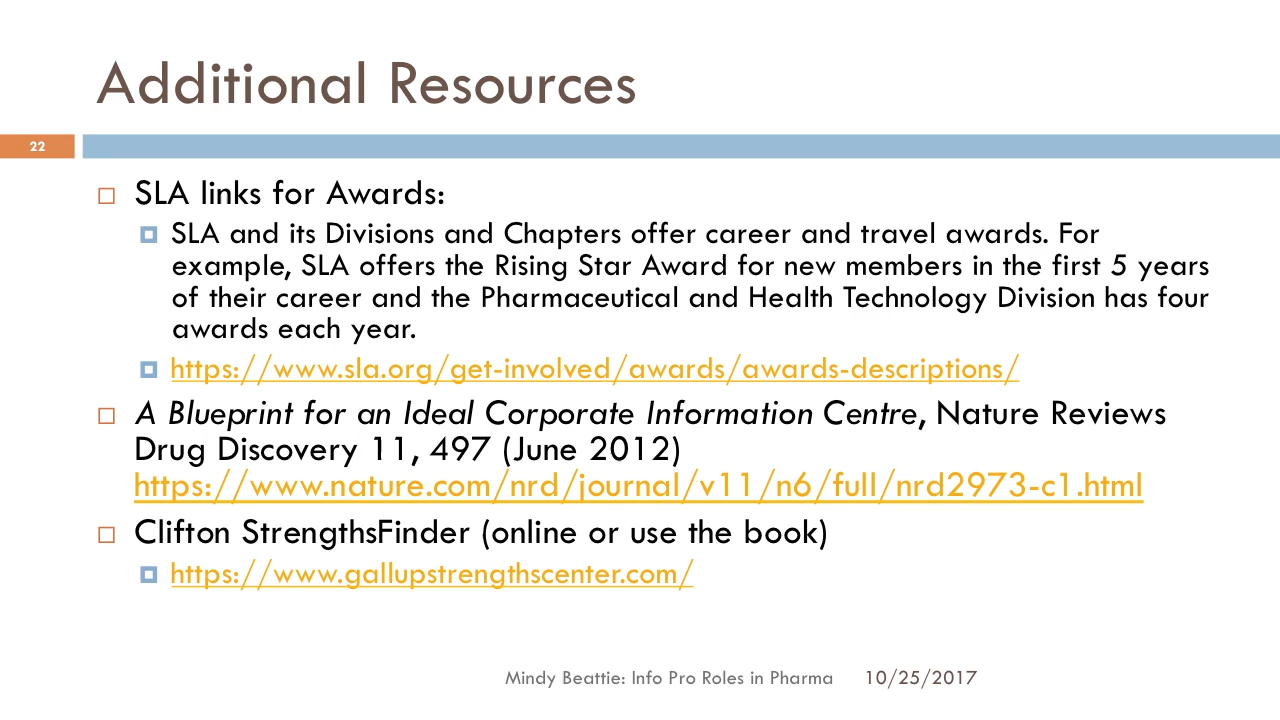 Additional Resources
22
SLA links for Awards:
SLA and its Divisions and Chapters offer career and travel awards. For
example, SLA offers the Rising Star Award for new members in the first 5 years
of their career and the Pharmaceutical and Health Technology Division has four
awards each year.
https://www.sla.org/get-involved/awards/awards-descriptions/
A Blueprint for an Ideal Corporate Information Centre, Nature Reviews
Drug Discovery 11, 497 (June 2012)
https://www.nature.com/nrd/journal/v11/n6/full/nrd2973-c1.html
Clifton StrengthsFinder (online or use the book)
https://www.gallupstrengthscenter.com/
Mindy Beattie: Info Pro Roles in Pharma 10/25/2017